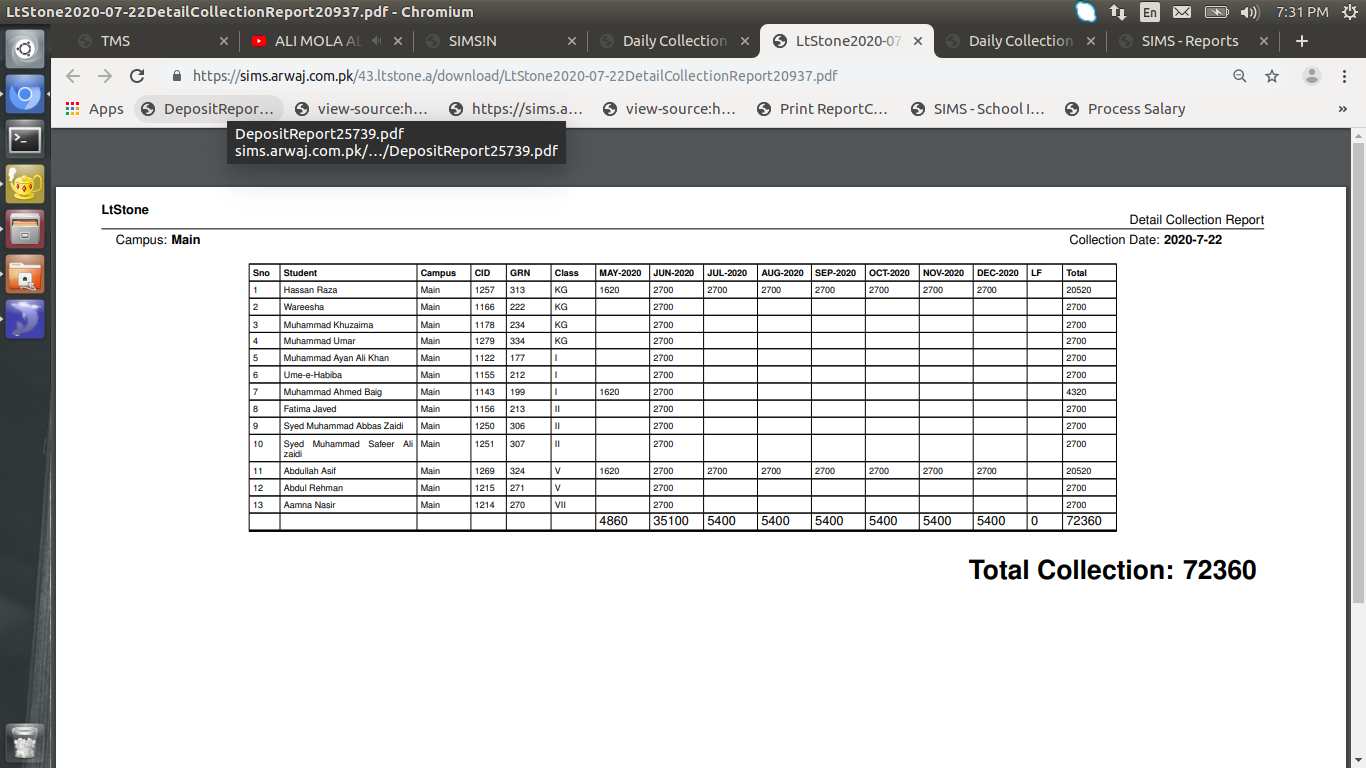 LtStone2020-07-22DetailCollectionReport20937.pdf - Chromium
En 7:31 PM
TMS ALI MOLA AL SIMS!N Daily Collection LtStone2020-07 Daily Collection SIMS - Reports
https://sims.arwaj.com.pk/43.ltstone.a/download/LtStone2020-07-22DetailCollectionReport20937.pdf
Apps DepositRepor... view-source:h... https://sims.a... view-source:h... Print ReportC... SIMS - School I... Process Salary »
DepositReport25739.pdf
sims.arwaj.com.pk/.../DepositReport25739.pdf
LtStone
Detail Collection Report
Campus: Main Collection Date: 2020-7-22
Sno Student Campus CID GRN Class MAY-2020 JUN-2020 JUL-2020 AUG-2020 SEP-2020 OCT-2020 NOV-2020 DEC-2020 LF Total
1 Hassan Raza Main 1257 313 KG 1620 2700 2700 2700 2700 2700 2700 2700 20520
2 Wareesha Main 1166 222 KG 2700 2700
3 Muhammad Khuzaima Main 1178 234 KG 2700 2700
4 Muhammad Umar Main 1279 334 KG 2700 2700
5 Muhammad Ayan Ali Khan Main 1122 177 I 2700 2700
6 Ume-e-Habiba Main 1155 212 I 2700 2700
7 Muhammad Ahmed Baig Main 1143 199 I 1620 2700 4320
8 Fatima Javed Main 1156 213 II 2700 2700
9 Syed Muhammad Abbas Zaidi Main 1250 306 II 2700 2700
10 Syed Muhammad Safeer Ali Main 1251 307 II 2700 2700
zaidi
11 Abdullah Asif Main 1269 324 V 1620 2700 2700 2700 2700 2700 2700 2700 20520
12 Abdul Rehman Main 1215 271 V 2700 2700
13 Aamna Nasir Main 1214 270 VII 2700 2700
4860 35100 5400 5400 5400 5400 5400 5400 0 72360
Total Collection: 72360